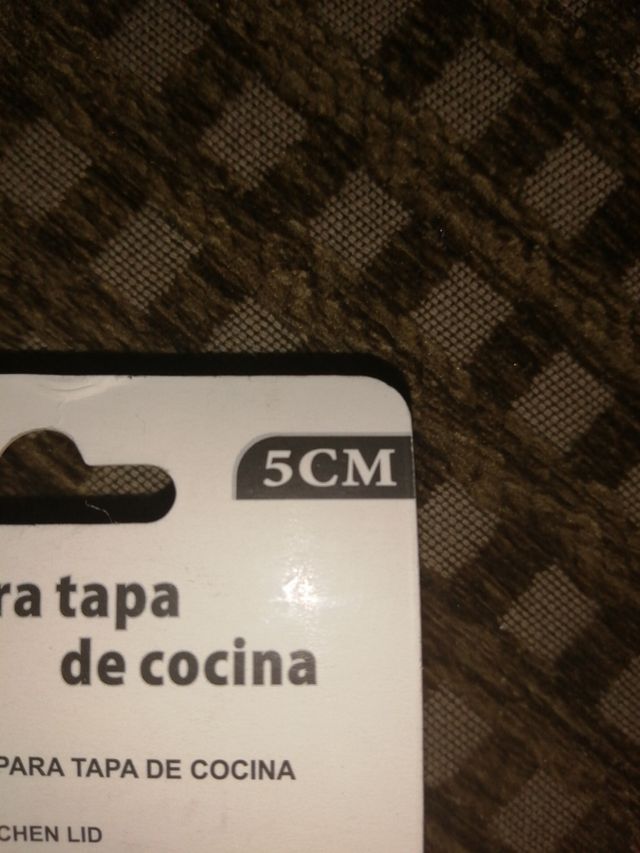 5CM
ra tapa
de cocina
PARA TAPA DE COCINA
CHEN LID